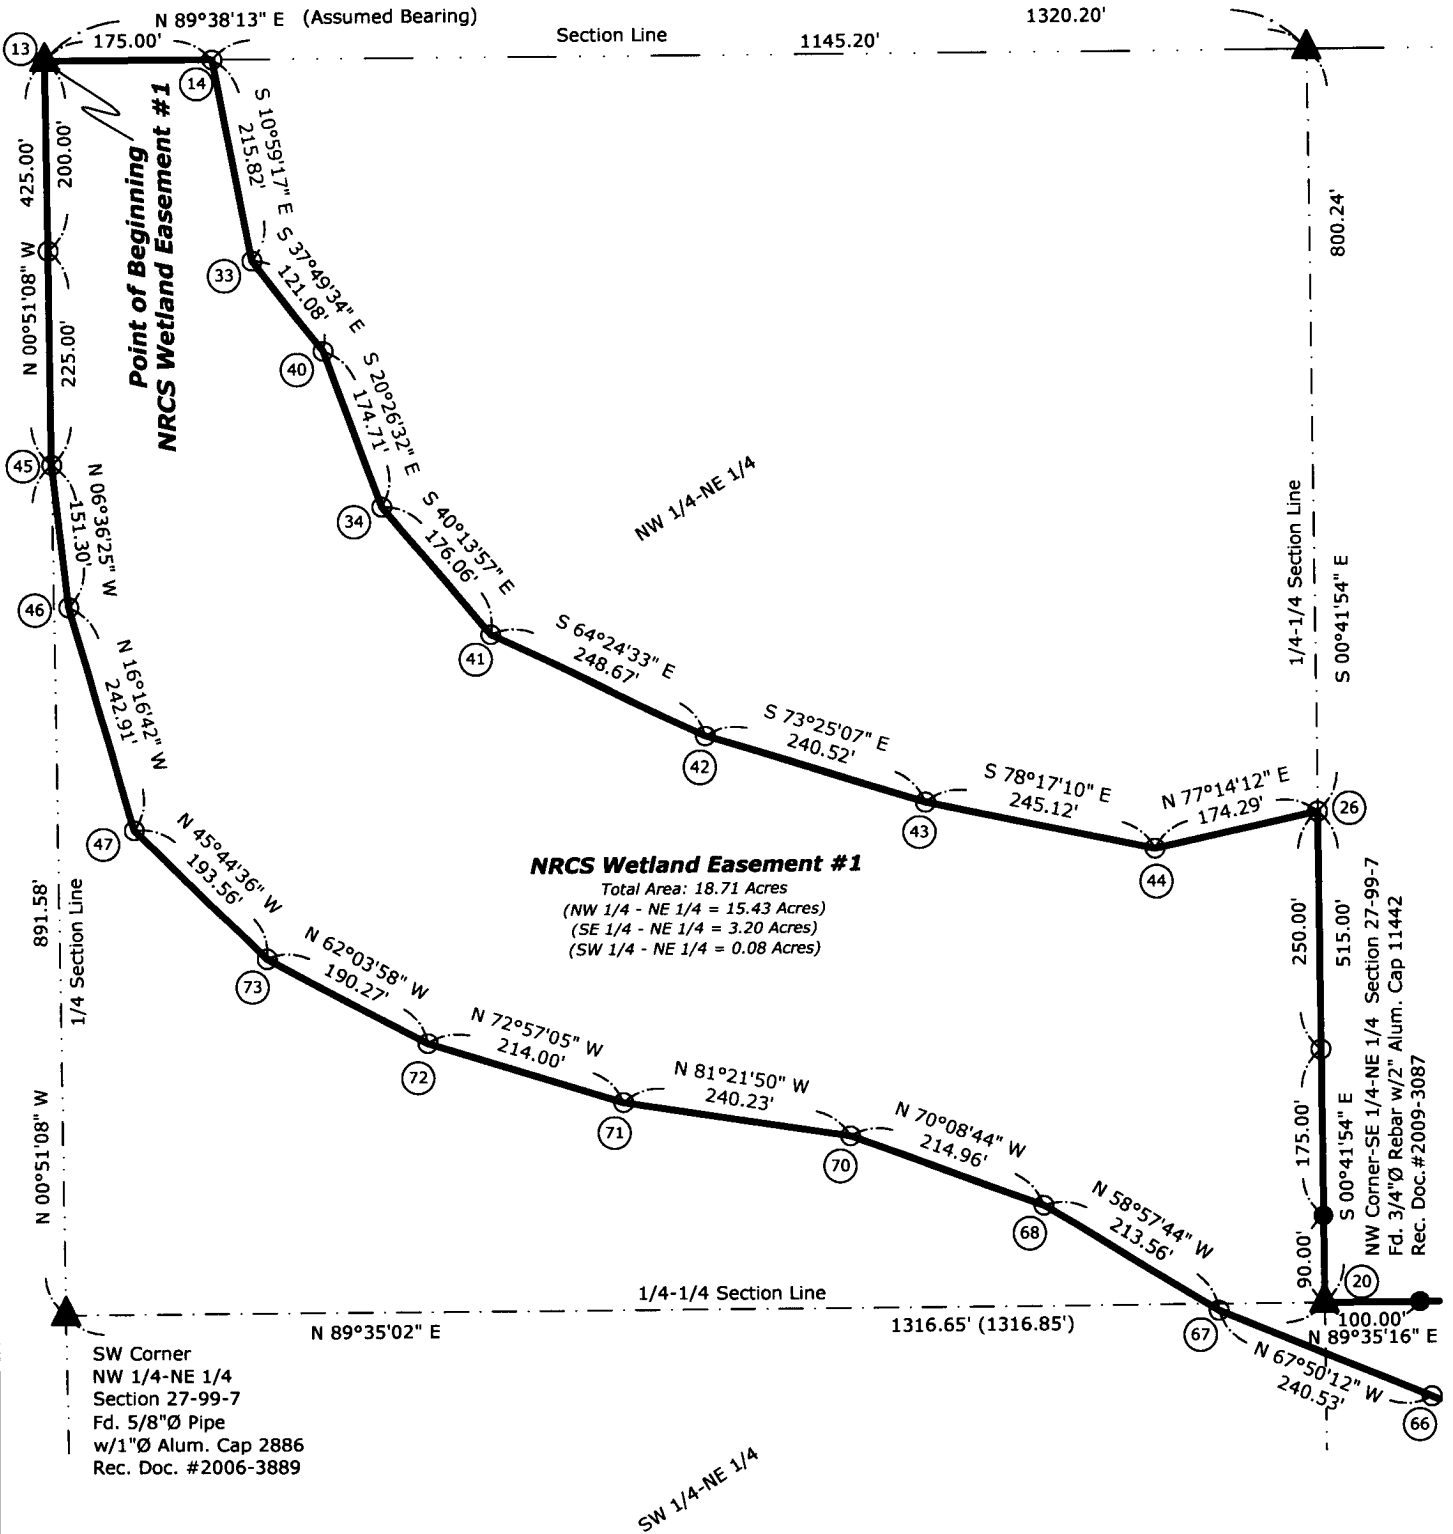 N 89°38'13" E (Assumed Bearing)
1320.20'
175.00'
Section Line
1145.20'
13
14
Point of Beginning
NRCS Wetland Easement #1
425.00'
200.00'
N 00°51'08" W
225.00'
S 10°59'17" E
215.82'
33
S 37°49'34" E
121.08'
40
S 20°26'32" E
174.71'
34
S 40°13'57" E
176.06'
41
S 64°24'33" E
248.67'
42
S 73°25'07" E
240.52'
43
S 78°17'10" E
245.12'
44
N 77°14'12" E
174.29'
26
800.24'
1/4-1/4 Section Line
S 00°41'54" E
NW 1/4-NE 1/4
45
N 06°36'25" W
151.30'
46
N 16°16'42" W
242.91'
47
N 45°44'36" W
193.56'
73
N 62°03'58" W
190.27'
72
N 72°57'05" W
214.00'
71
N 81°21'50" W
240.23'
70
N 70°08'44" W
214.96'
68
N 58°57'44" W
213.56'
67
N 67°50'12" W
240.53'
66
NRCS Wetland Easement #1
Total Area: 18.71 Acres
(NW 1/4 - NE 1/4 = 15.43 Acres)
(SE 1/4 - NE 1/4 = 3.20 Acres)
(SW 1/4 - NE 1/4 = 0.08 Acres)
891.58'
1/4 Section Line
N 00°51'08" W
250.00'
515.00'
175.00'
S 00°41'54" E
90.00'
NW Corner-SE 1/4-NE 1/4 Section 27-99-7
Fd. 3/4"Ø Rebar w/2" Alum. Cap 11442
Rec. Doc.#2009-3087
20
100.00'
N 89°35'16" E
1/4-1/4 Section Line
N 89°35'02" E
1316.65' (1316.85')
SW Corner
NW 1/4-NE 1/4
Section 27-99-7
Fd. 5/8"Ø Pipe
w/1"Ø Alum. Cap 2886
Rec. Doc. #2006-3889
SW 1/4-NE 1/4